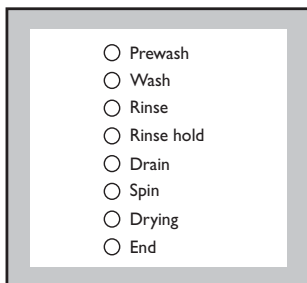 Prewash
Wash
Rinse
Rinse hold
Drain
Spin
Drying
End